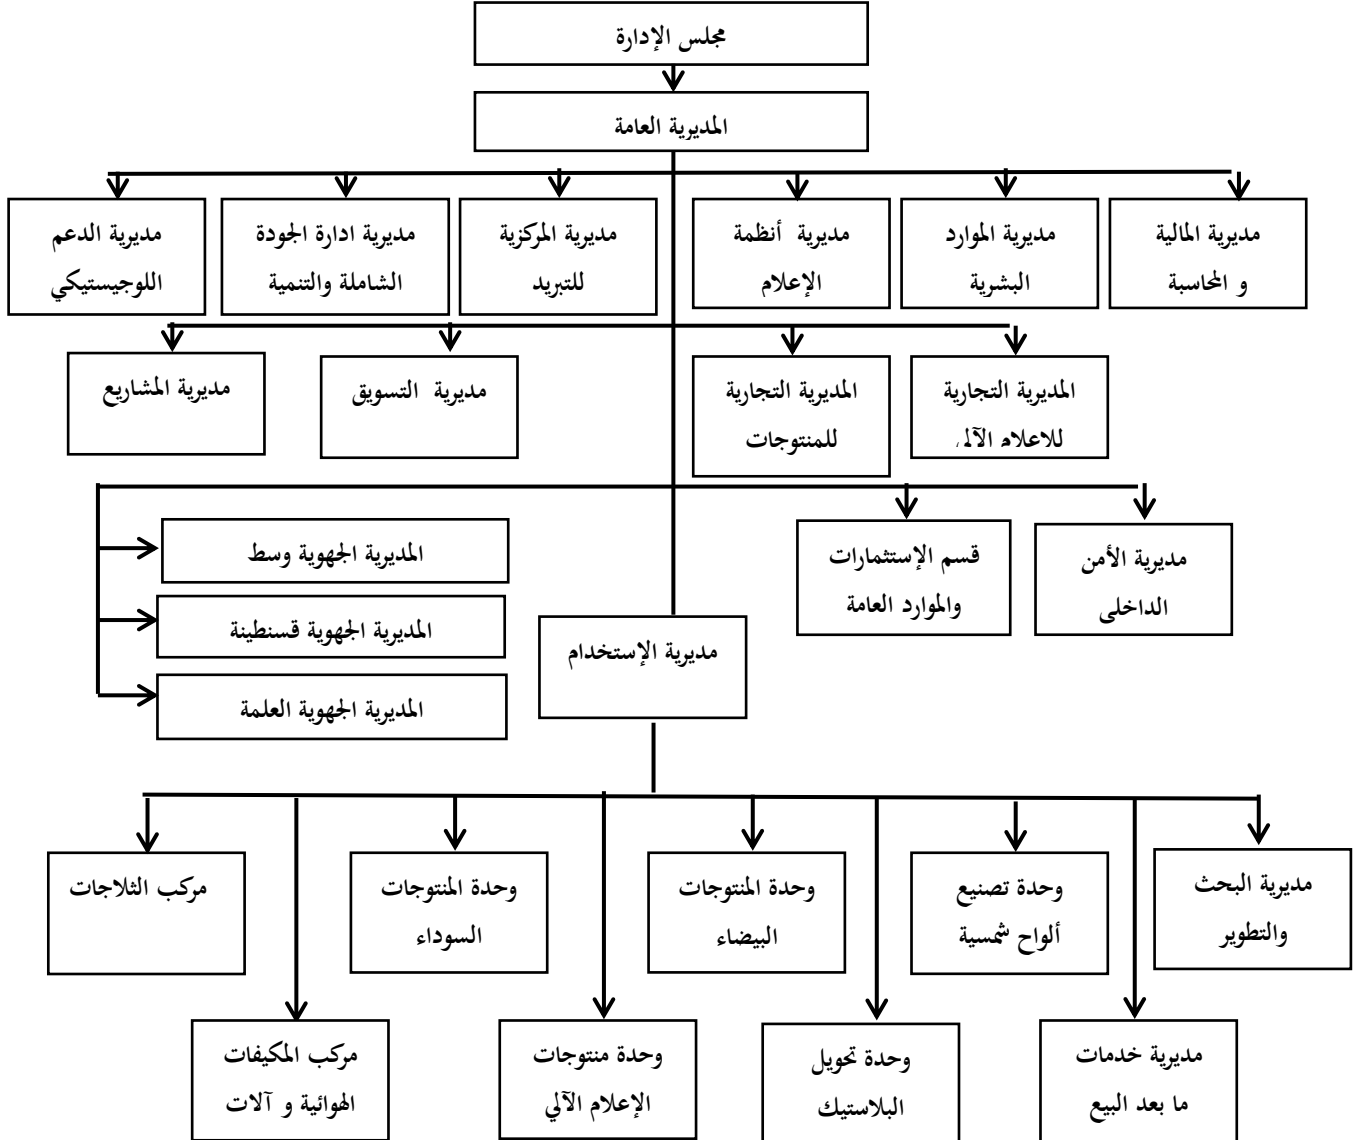 مجلس الإدارة
المديرية العامة
مديرية المالية
و المحاسبة
مديرية الموارد
البشرية
مديرية أنظمة
الإعلام
مديرية المركزية
للتبريد
مديرية ادارة الجودة
الشاملة والتنمية
مديرية الدعم
اللوجيستيكي
المديرية التجارية
للاعلام الآلي
المديرية التجارية
للمنتوجات
مديرية التسويق
مديرية المشاريع
مديرية الأمن
الداخلى
قسم الإستثمارات
والموارد العامة
المديرية الجهوية وسط
المديرية الجهوية قسنطينة
المديرية الجهوية العلمة
مديرية الإستخدام
مديرية البحث
والتطوير
وحدة تصنيع
ألواح شمسية
وحدة المنتوجات
البيضاء
وحدة المنتوجات
السوداء
مركب الثلاجات
مديرية خدمات
ما بعد البيع
وحدة تحويل
البلاستيك
وحدة منتوجات
الإعلام الآلي
مركب المكيفات
الهوائية و آلات